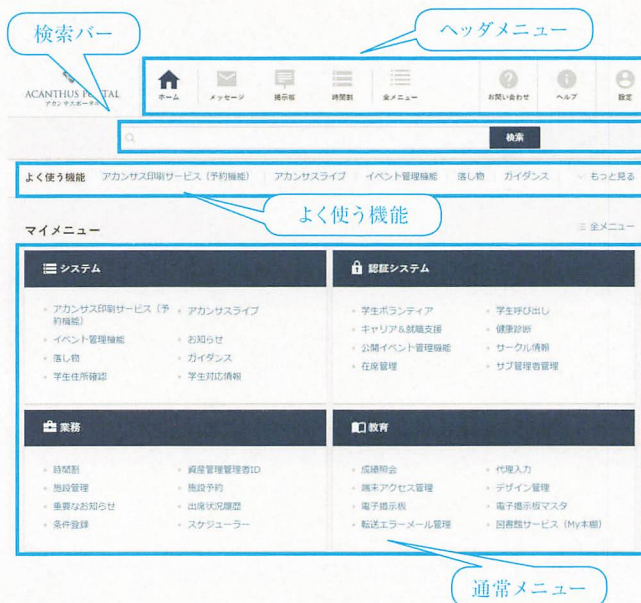 検索バー
ヘッダメニュー
ACANTHUS PORTAL
アカンサスポータル
ホーム
メッセージ
掲示板
時間割
全メニュー
お問い合わせ
ヘルプ
設定
検索
よく使う機能 アカンサス印刷サービス（予約機能） アカンサスライブ イベント管理機能 落し物 ガイダンス もっと見る
よく使う機能
マイメニュー
全メニュー
システム
アカンサス印刷サービス（予
約機能）
アカンサスライブ
イベント管理機能
お知らせ
落し物
ガイダンス
学生住所確認
学生対応情報
認証システム
学生ボランティア
学生呼び出し
キャリア＆就職支援
健康診断
公開イベント管理機能
サークル情報
在席管理
サブ管理者管理
業務
時間割
資産管理管理者ID
施設管理
施設予約
重要なお知らせ
出席状況履歴
条件登録
スケジューラー
教育
成績照会
代理入力
端末アクセス管理
デザイン管理
電子掲示板
電子掲示板マスタ
転送エラーメール管理
図書館サービス（My本棚）
通常メニュー